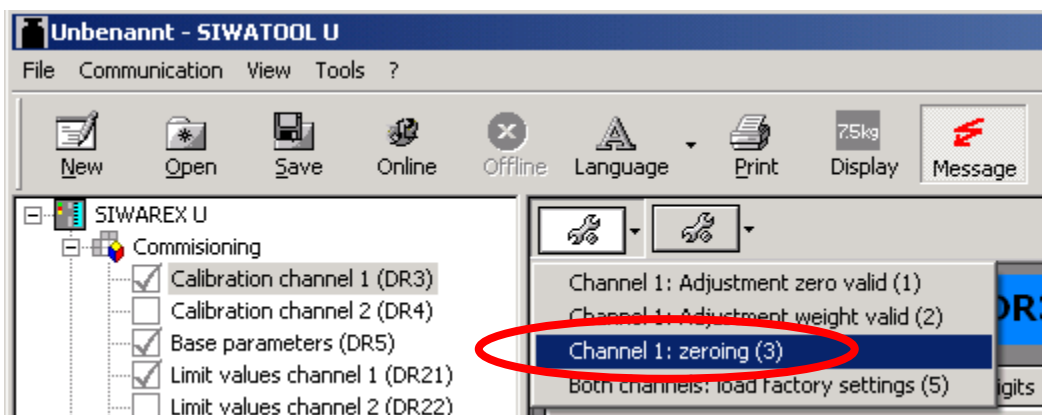 Unbenannt - SIWATOOL U
File Communication View Tools ?
New Open Save Online Offline Language Print 7.5kg Display Message
SIWAREX U
Commisioning
Calibration channel 1 (DR3)
Calibration channel 2 (DR4)
Base parameters (DR5)
Limit values channel 1 (DR21)
Limit values channel 2 (DR22)
Channel 1: Adjustment zero valid (1)
Channel 1: Adjustment weight valid (2)
Channel 1: zeroing (3)
Both channels: load factory settings (5)
DR
igits